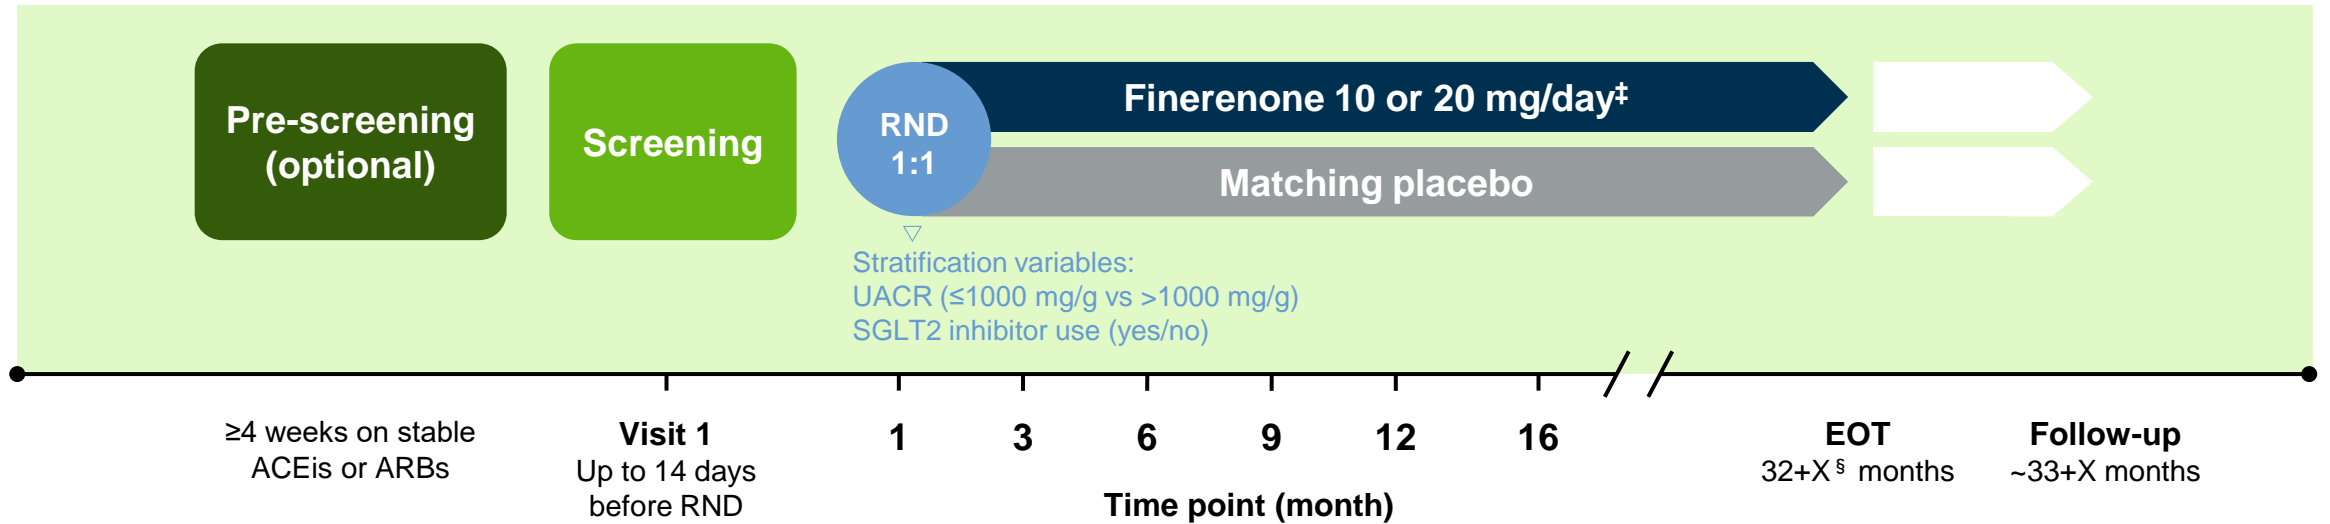 Pre-screening
(optional)
Screening
RND
1:1
Finerenone 10 or 20 mg/day‡
Matching placebo
Stratification variables:
UACR (≤1000 mg/g vs >1000 mg/g)
SGLT2 inhibitor use (yes/no)
≥4 weeks on stable
ACEis or ARBs
Visit 1
Up to 14 days
before RND
1 3 6 9 12 16
Time point (month)
EOT
32+X§ months
Follow-up
~33+X months